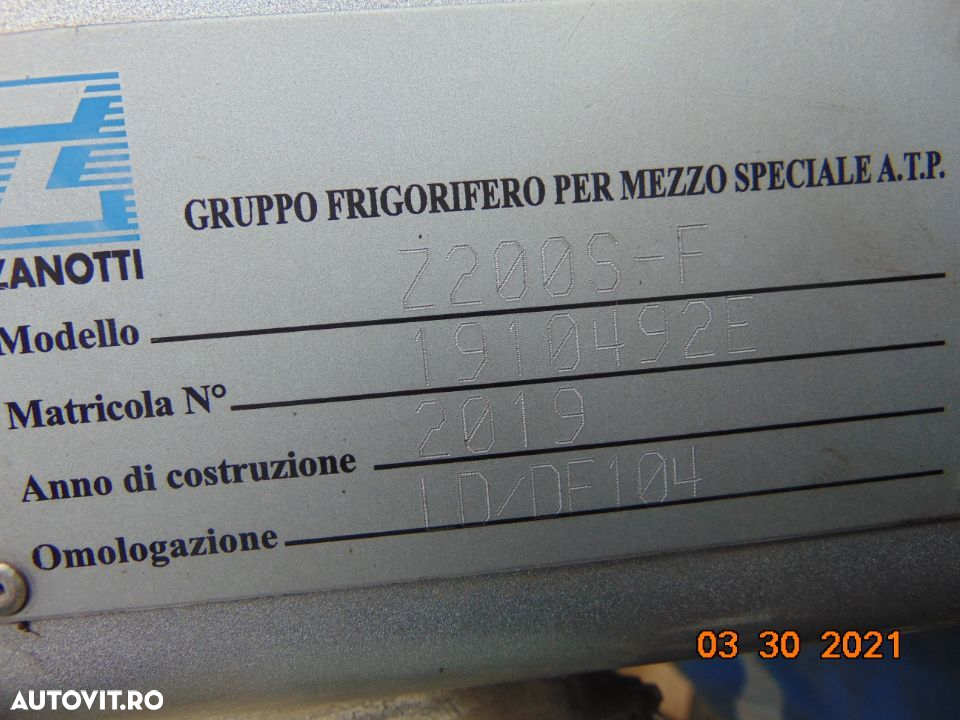 ZANOTTI
GRUPPO FRIGORIFERO PER MEZZO SPECIALE A.T.P.
Modello Z200S-F
Matricola N° 1910492E
Anno di costruzione 2019
Omologazione LD/DF104
03 30 2021
AUTOVIT.RO